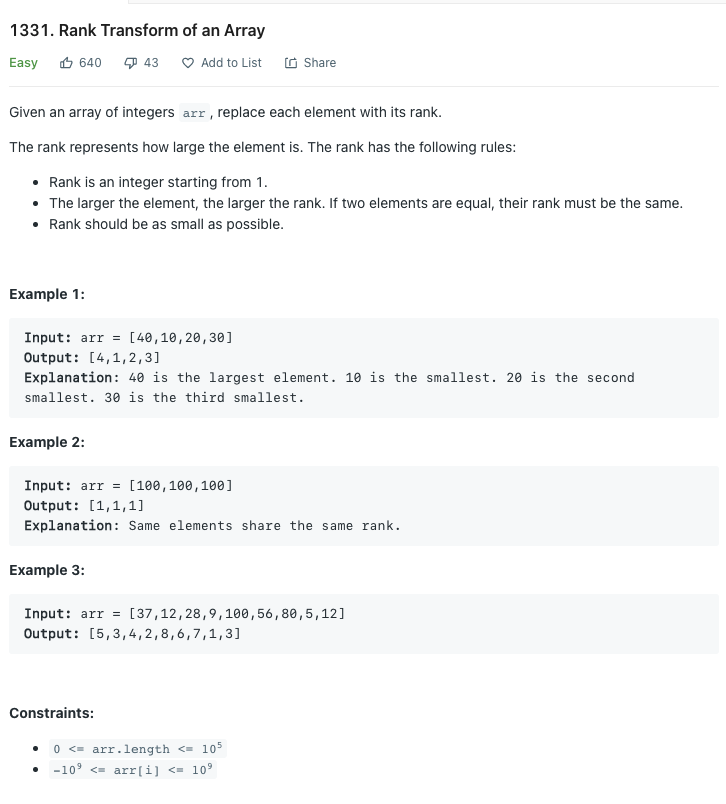 1331. Rank Transform of an Array
Easy 640 43 Add to List Share
Given an array of integers arr , replace each element with its rank.
The rank represents how large the element is. The rank has the following rules:
• Rank is an integer starting from 1.
• The larger the element, the larger the rank. If two elements are equal, their rank must be the same.
• Rank should be as small as possible.
Example 1:
Input: arr = [40,10,20,30]
Output: [4,1,2,3]
Explanation: 40 is the largest element. 10 is the smallest. 20 is the second
smallest. 30 is the third smallest.
Example 2:
Input: arr = [100,100,100]
Output: [1,1,1]
Explanation: Same elements share the same rank.
Example 3:
Input: arr = [37,12,28,9,100,56,80,5,12]
Output: [5,3,4,2,8,6,7,1,3]
Constraints:
• 0 <= arr.length <= 10⁵
• -10⁹ <= arr[i] <= 10⁹